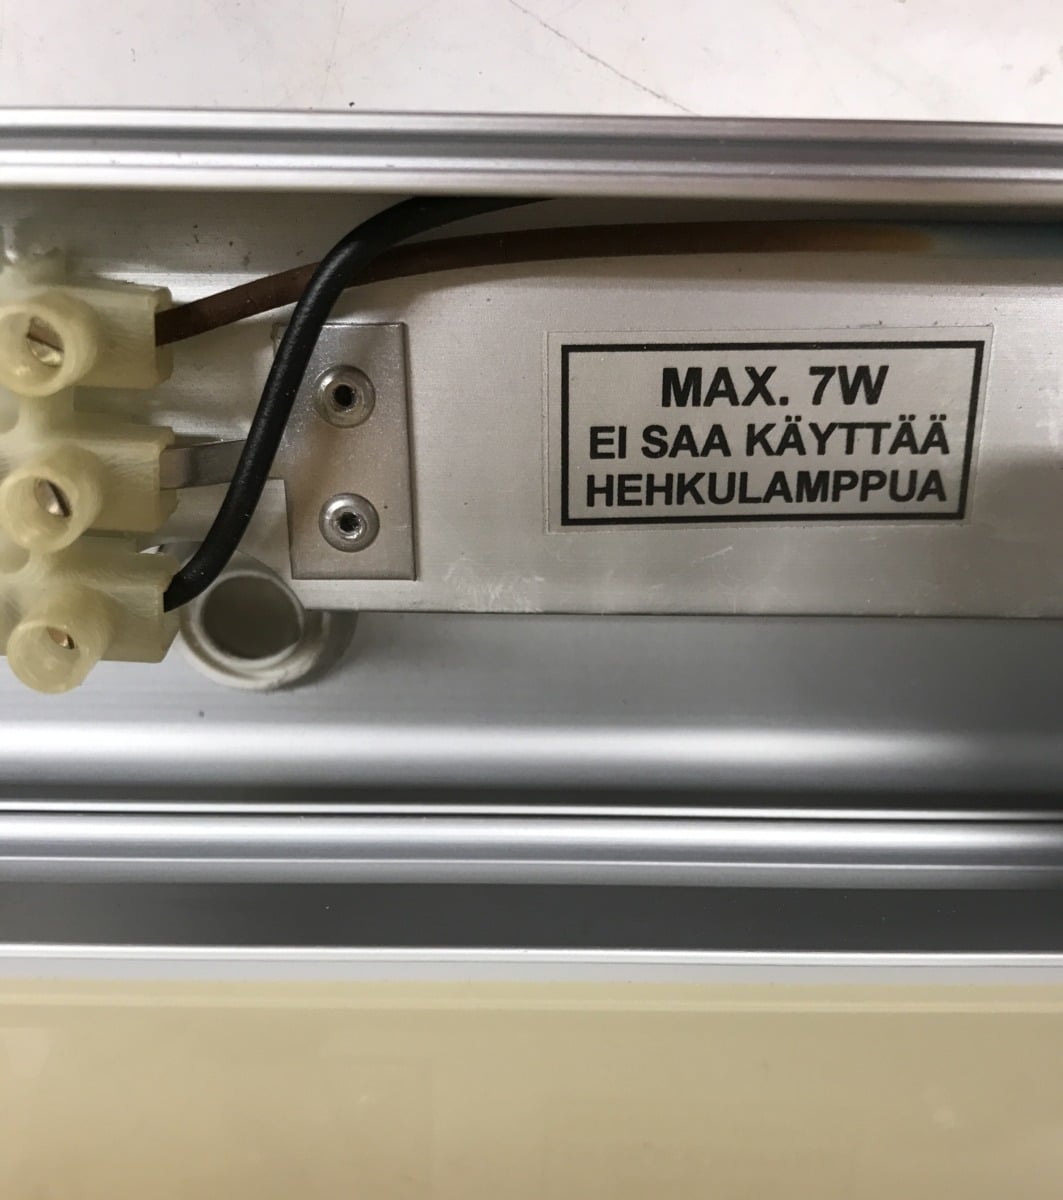 MAX. 7W
EI SAA KÄYTTÄÄ
HEHKULAMPPUA